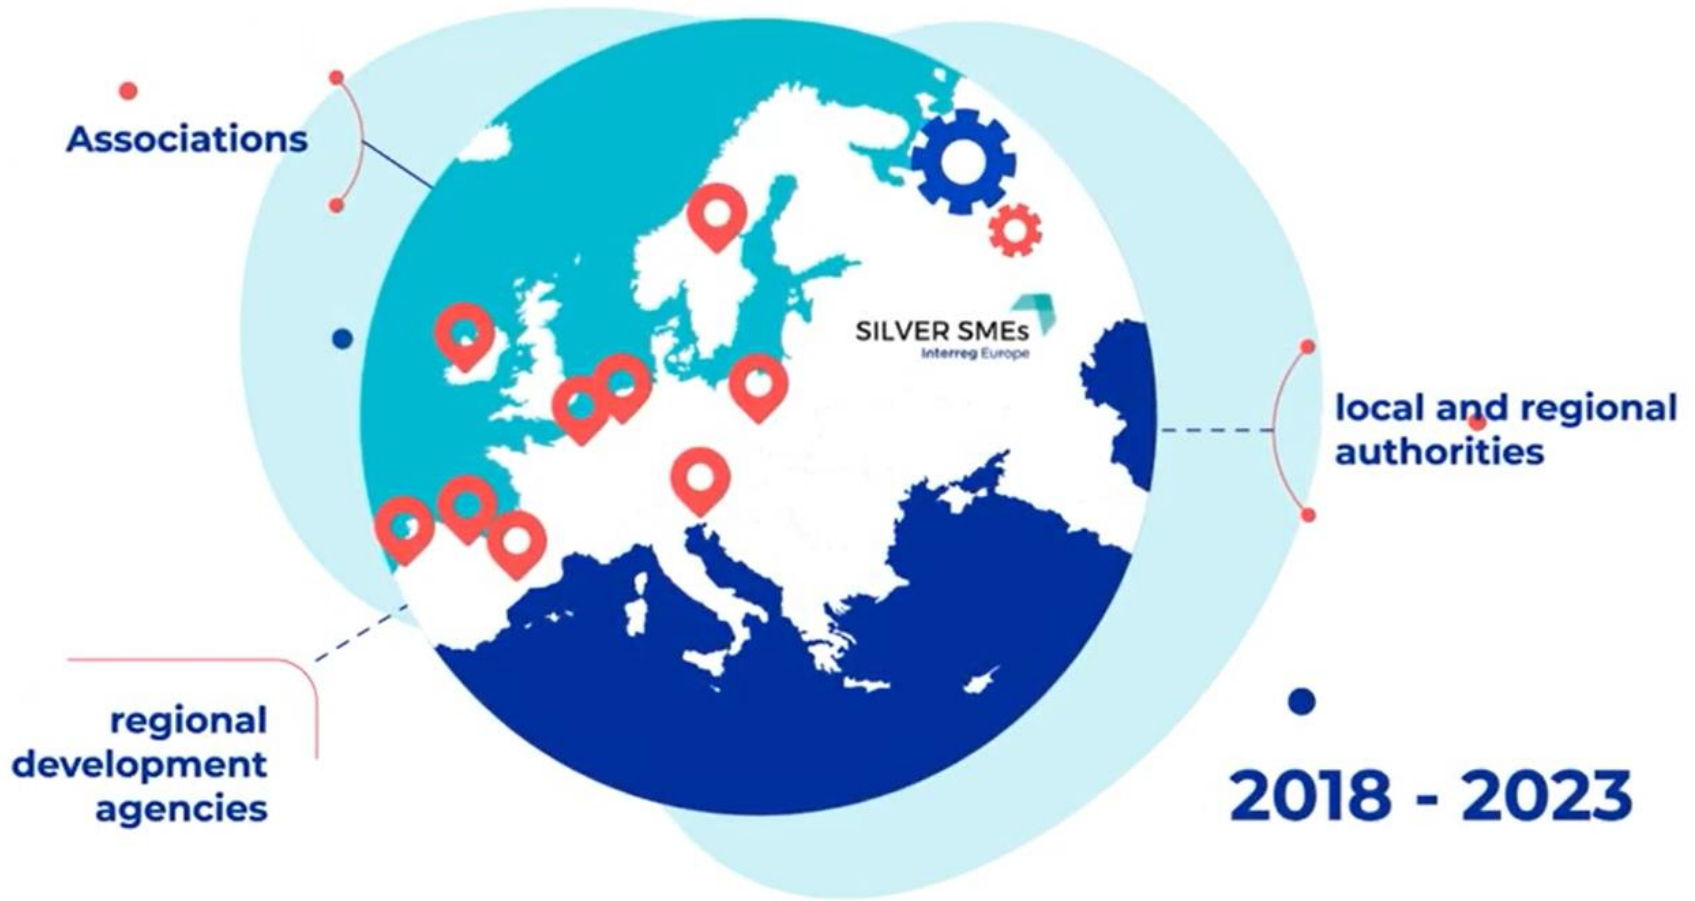 Associations
SILVER SMEs
Interreg Europe
local and regional
authorities
regional
development
agencies
2018 - 2023